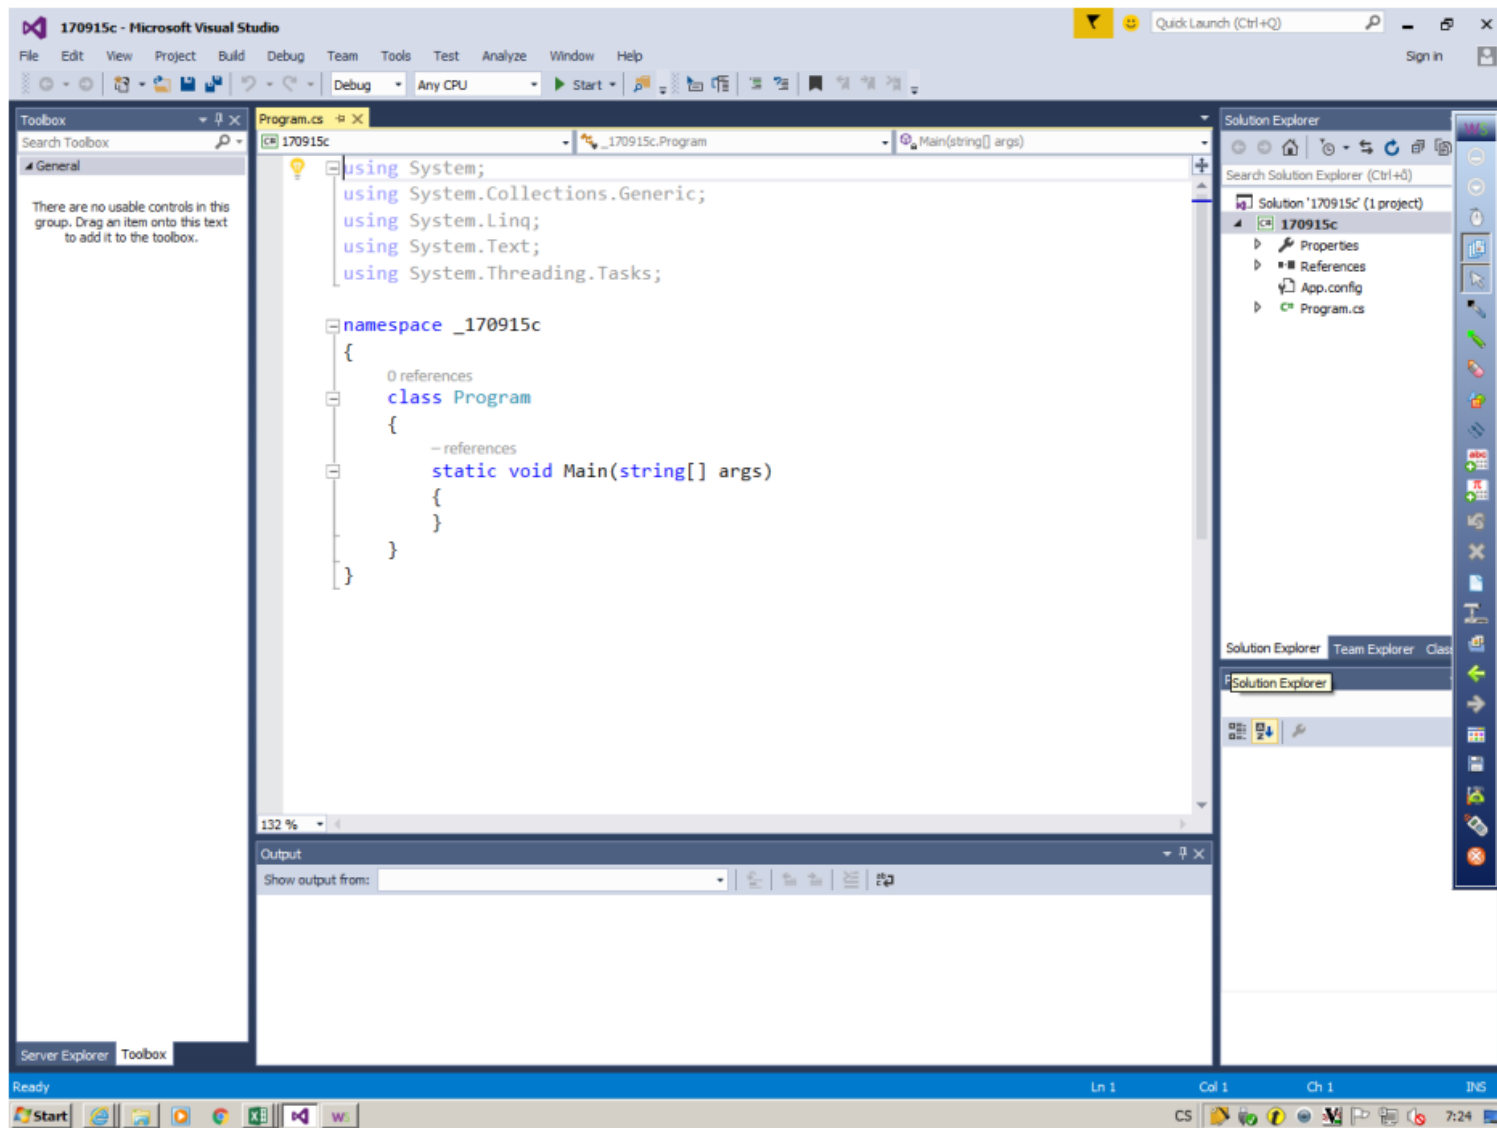 170915c - Microsoft Visual Studio
Quick Launch (Ctrl+Q)
File Edit View Project Build Debug Team Tools Test Analyze Window Help
Sign in
Debug Any CPU Start
Toolbox
Search Toolbox
General
There are no usable controls in this
group. Drag an item onto this text
to add it to the toolbox.
Server Explorer Toolbox
Program.cs
170915c _170915c.Program Main(string[] args)
using System;
using System.Collections.Generic;
using System.Linq;
using System.Text;
using System.Threading.Tasks;
namespace _170915c
{
0 references
class Program
{
– references
static void Main(string[] args)
{
}
}
}
132 %
Output
Show output from:
Solution Explorer
Search Solution Explorer (Ctrl+ů)
Solution '170915c' (1 project)
170915c
Properties
References
App.config
Program.cs
Solution Explorer Team Explorer
Solution Explorer
Ready Ln 1 Col 1 Ch 1 INS
Start CS 7:24